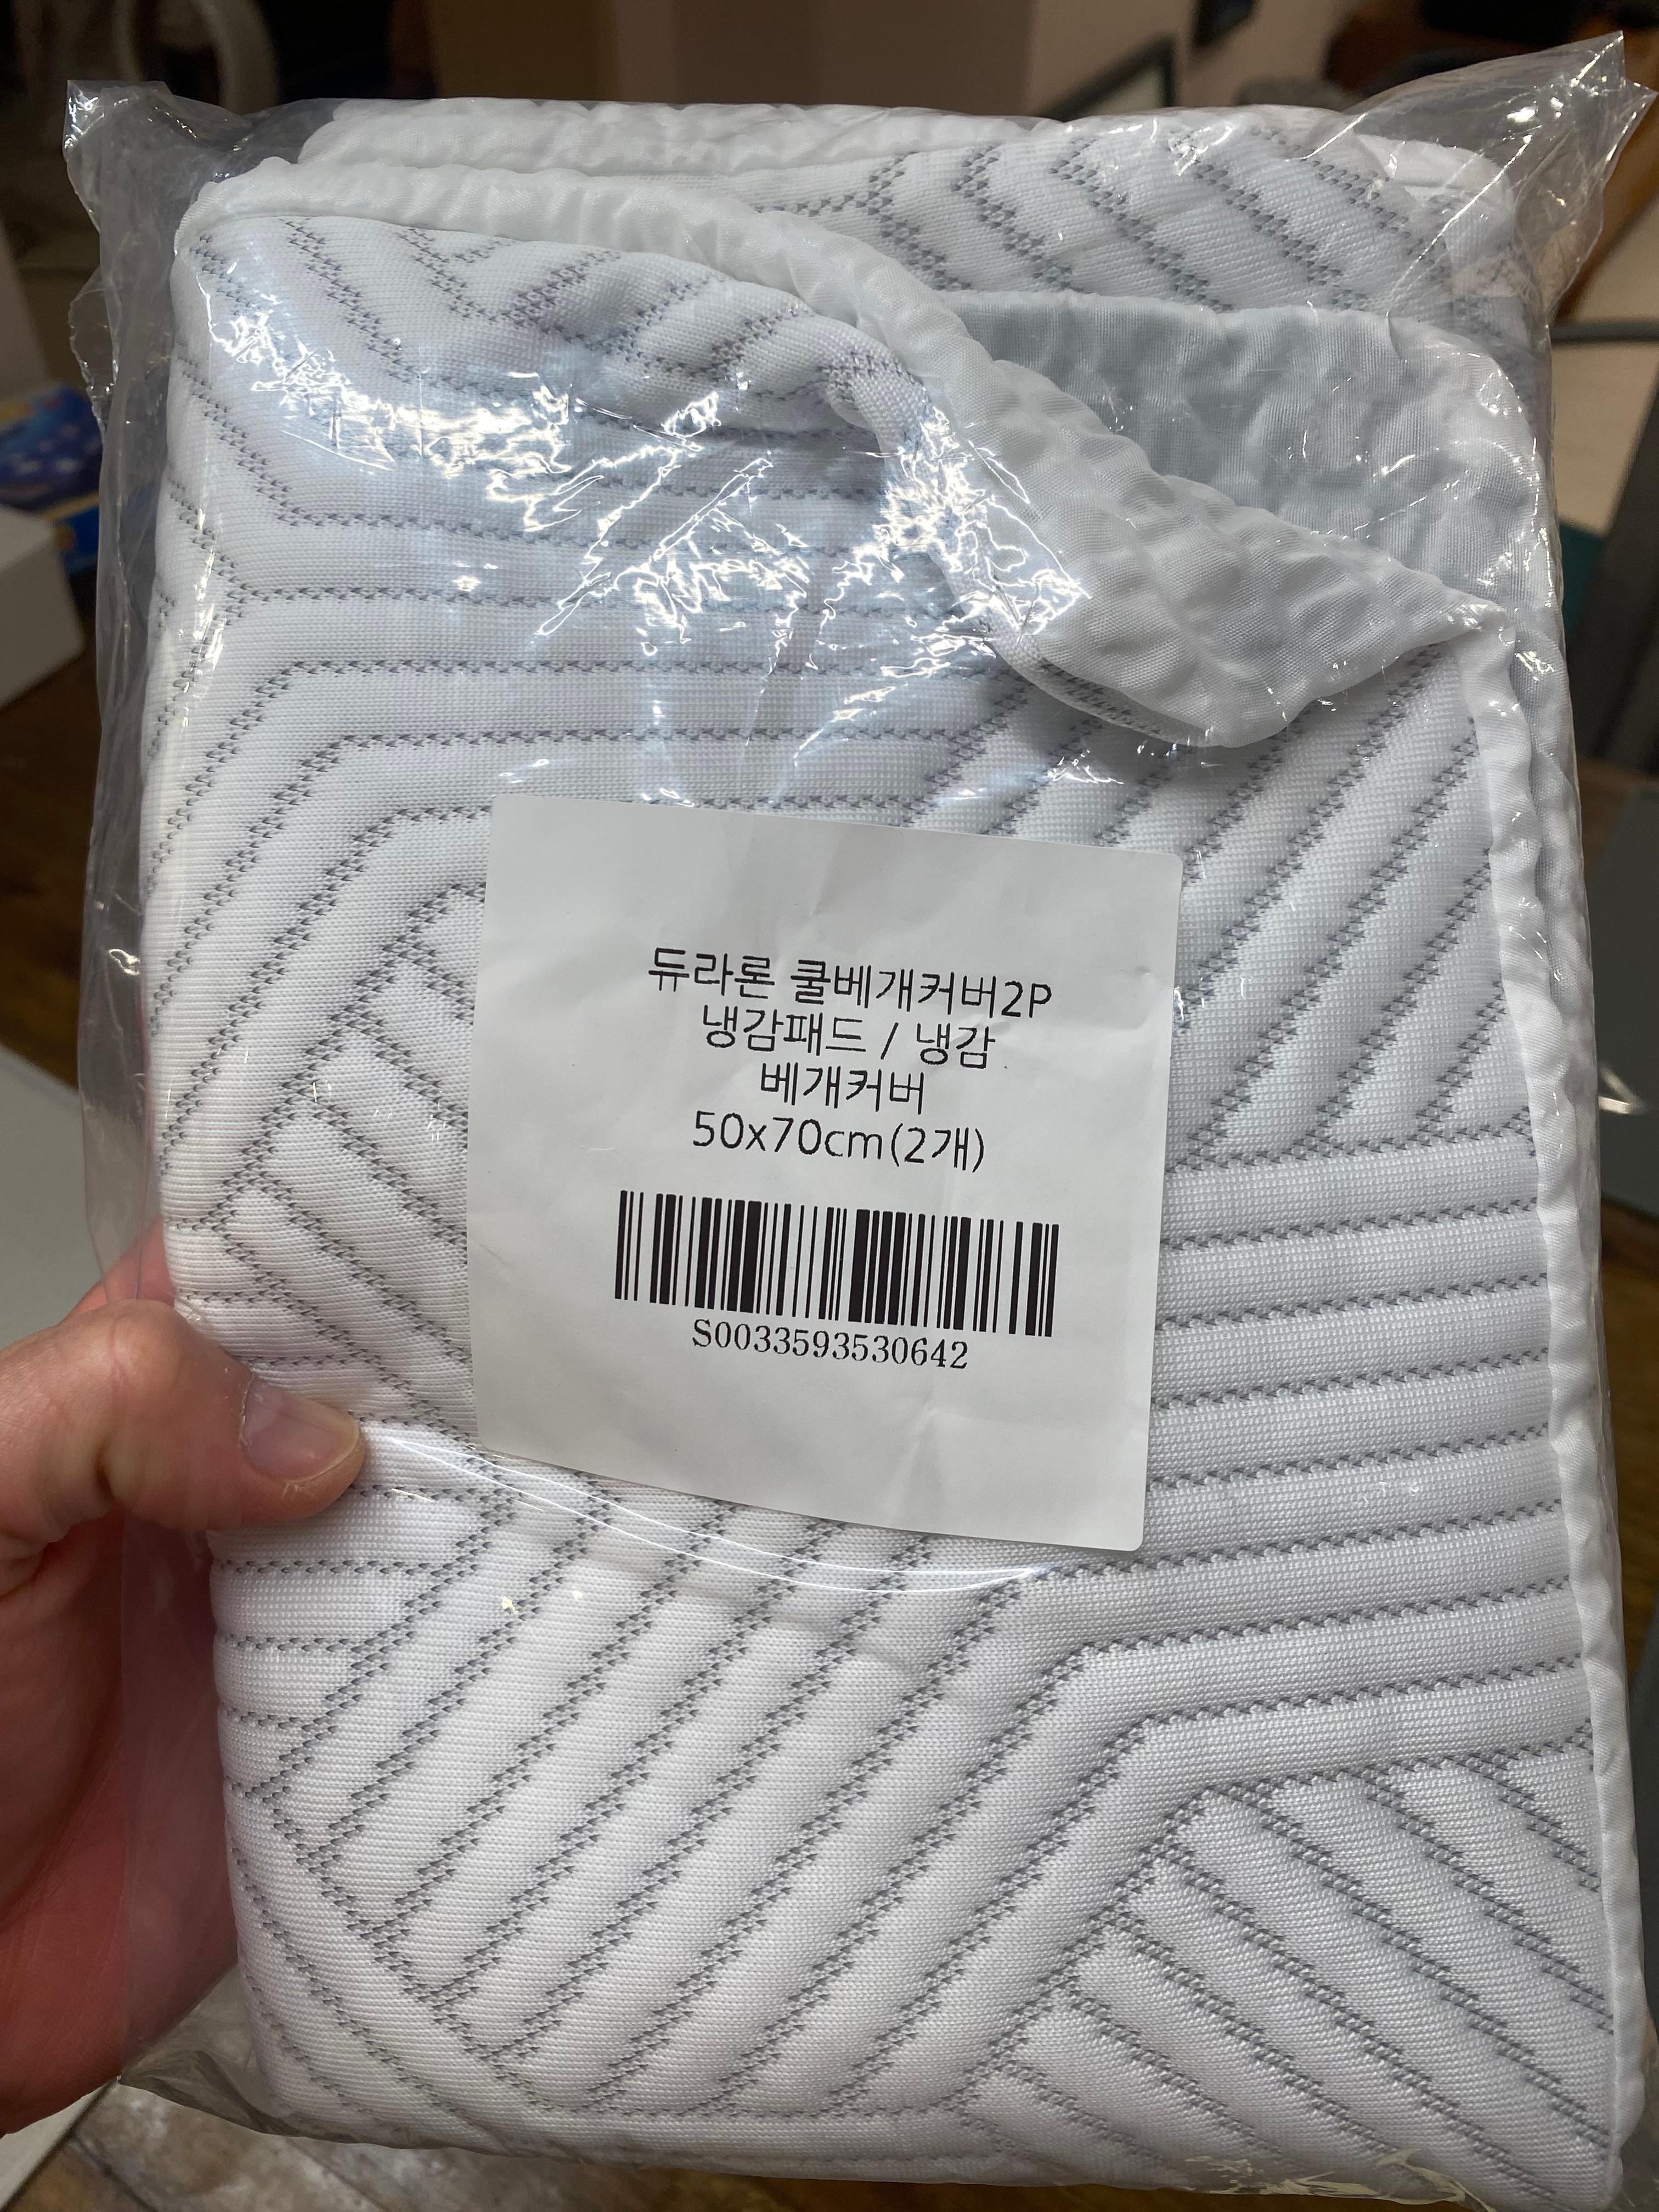 듀라론 쿨베개커버2P
냉감패드 / 냉감
베개커버
50x70cm(2개)
S0033593530642